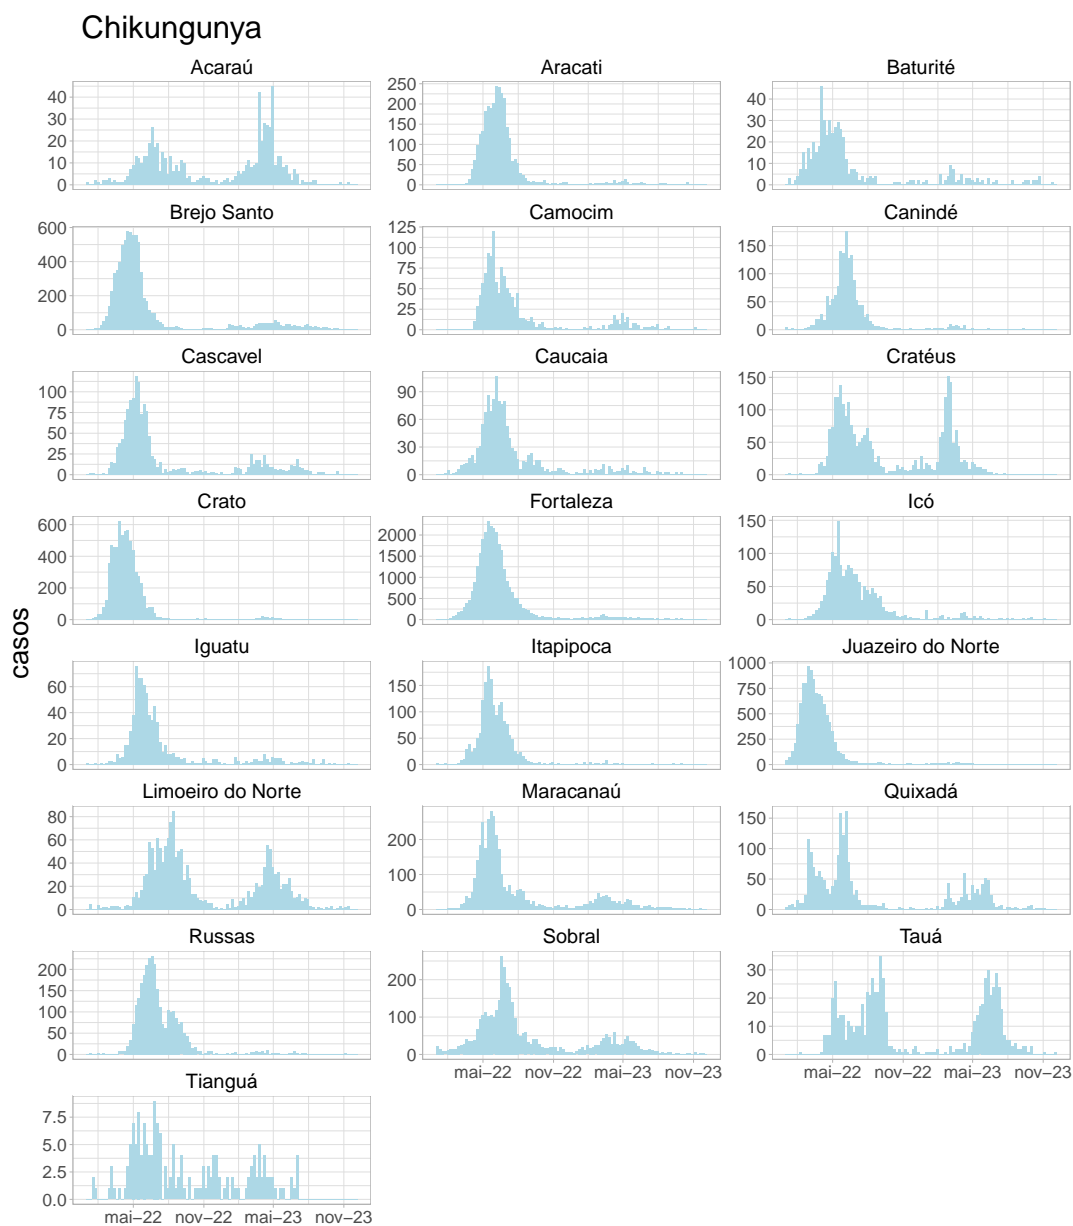 Chikungunya
Acaraú Aracati Baturité
40 30 20 10 0
250 200 150 100 50 0
40 30 20 10 0
Brejo Santo Camocim Canindé
600 400 200 0
125 100 75 50 25 0
150 100 50 0
Cascavel Caucaia Cratéus
100 75 50 25 0
90 60 30 0
150 100 50 0
Crato Fortaleza Icó
600 400 200 0
2000 1500 1000 500 0
150 100 50 0
casos
Iguatu Itapipoca Juazeiro do Norte
60 40 20 0
150 100 50 0
1000 750 500 250 0
Limoeiro do Norte Maracanaú Quixadá
80 60 40 20 0
200 100 0
150 100 50 0
Russas Sobral Tauá
200 150 100 50 0
200 100 0
30 20 10 0
mai–22 nov–22 mai–23 nov–23 mai–22 nov–22 mai–23 nov–23
Tianguá
7.5 5.0 2.5 0.0
mai–22 nov–22 mai–23 nov–23